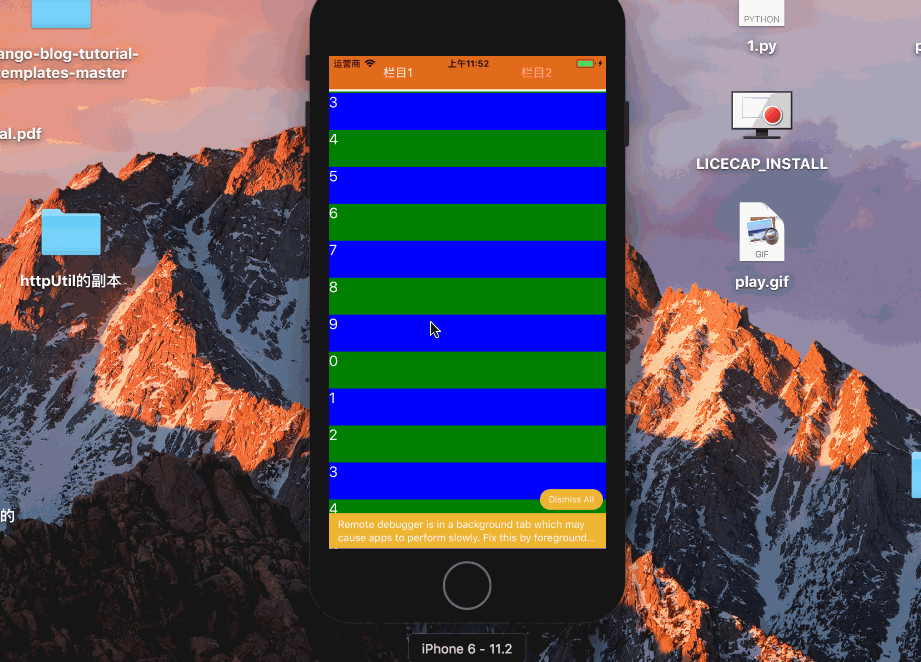 ango-blog-tutorial-
templates-master
al.pdf
httpUtil的副本
的
运营商
上午11:52
栏目1
栏目2
3
4
5
6
7
8
9
0
1
2
3
4
Dismiss All
Remote debugger is in a background tab which may
cause apps to perform slowly. Fix this by foreground...
iPhone 6 - 11.2
PYTHON
1.py
LICECAP_INSTALL
GIF
play.gif